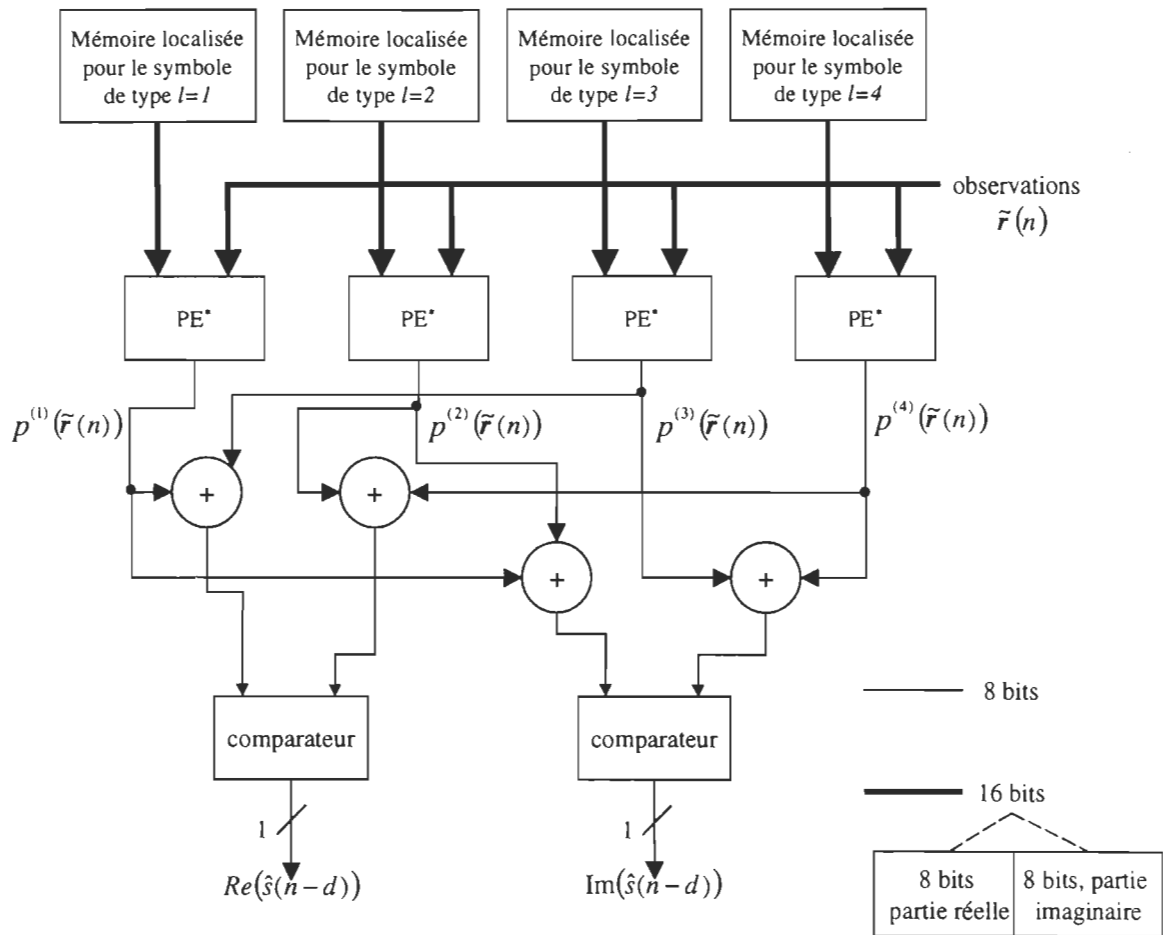 Mémoire localisée
pour le symbole
de type l=1
Mémoire localisée
pour le symbole
de type l=2
Mémoire localisée
pour le symbole
de type l=3
Mémoire localisée
pour le symbole
de type l=4
observations
r̃(n)
PE*
PE*
PE*
PE*
p⁽¹⁾(r̃(n))
p⁽²⁾(r̃(n))
p⁽³⁾(r̃(n))
p⁽⁴⁾(r̃(n))
+
+
+
+
comparateur
comparateur
8 bits
16 bits
1
1
Re(ŝ(n−d))
Im(ŝ(n−d))
8 bits
partie réelle
8 bits, partie
imaginaire